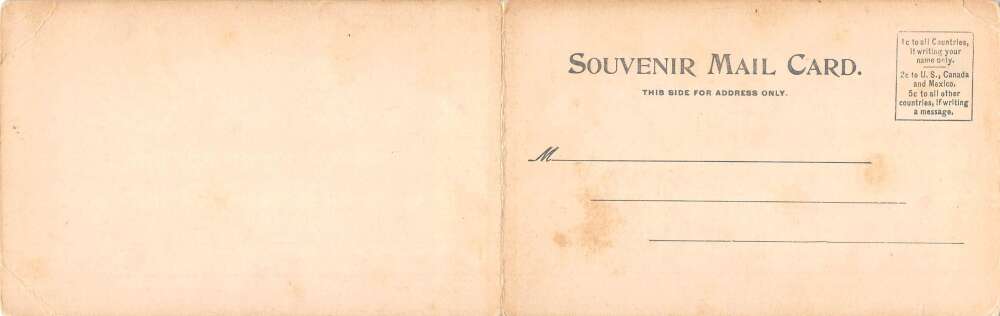 SOUVENIR MAIL CARD.
THIS SIDE FOR ADDRESS ONLY.
1c to all Countries,
if writing your
name only.
2c to U. S., Canada
and Mexico.
5c to all other
countries, if writing
a message.
M